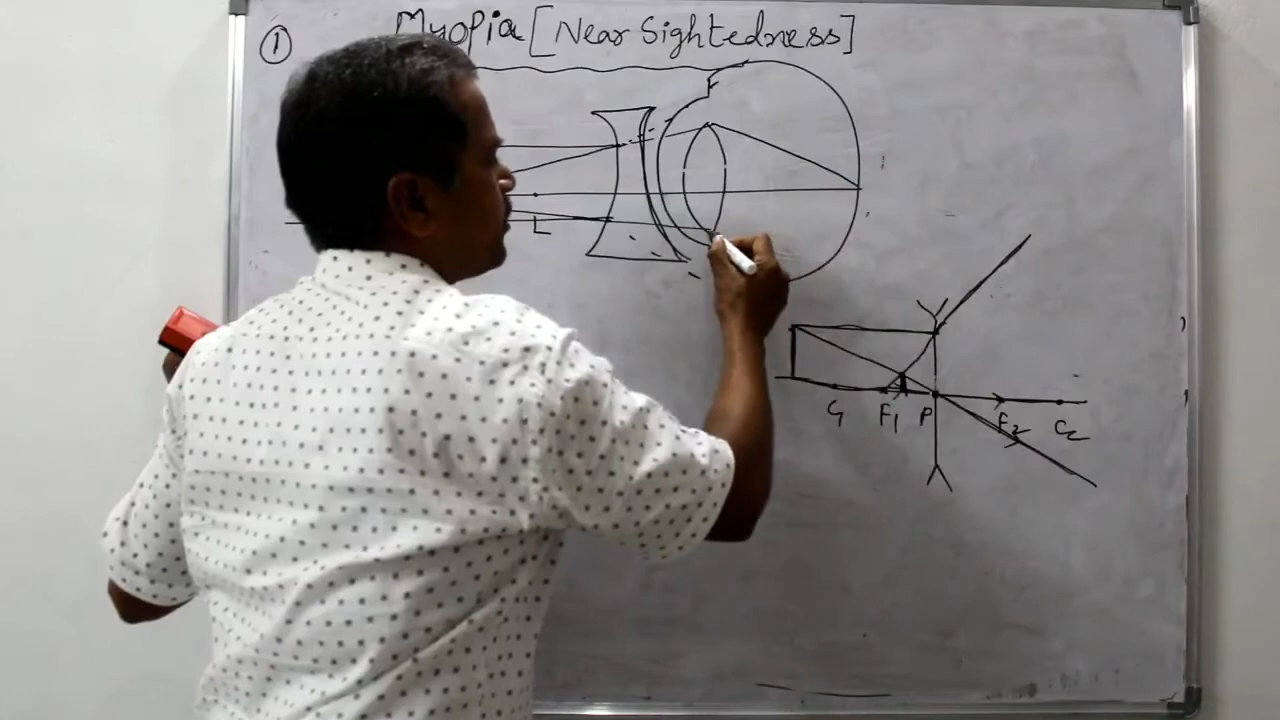 ① Myopia [Near Sightedness]
L
C₁ F₁ P F₂ C₂